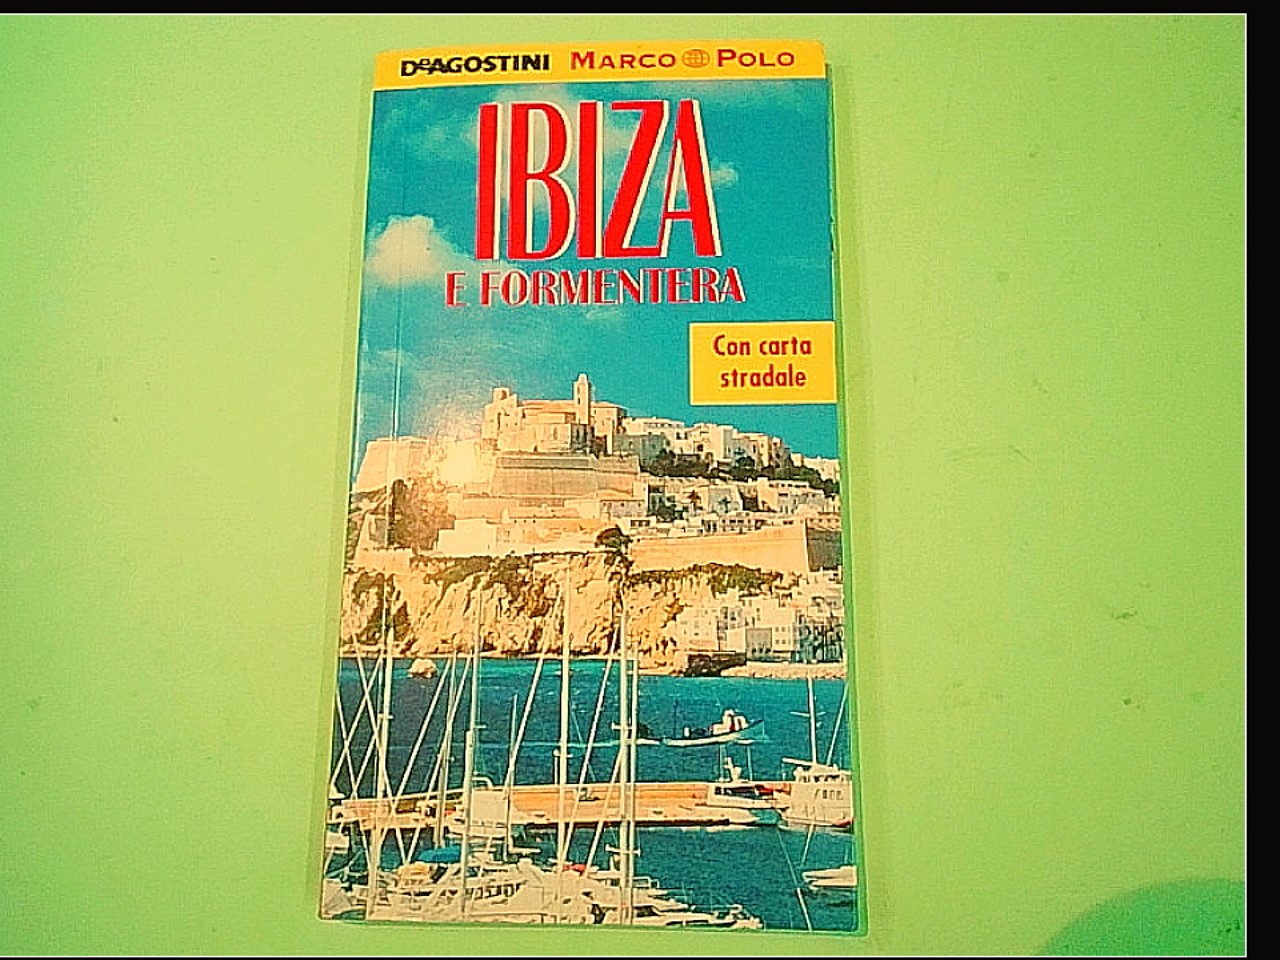 DeAGOSTINI MARCO POLO
IBIZA
E FORMENTERA
Con carta
stradale